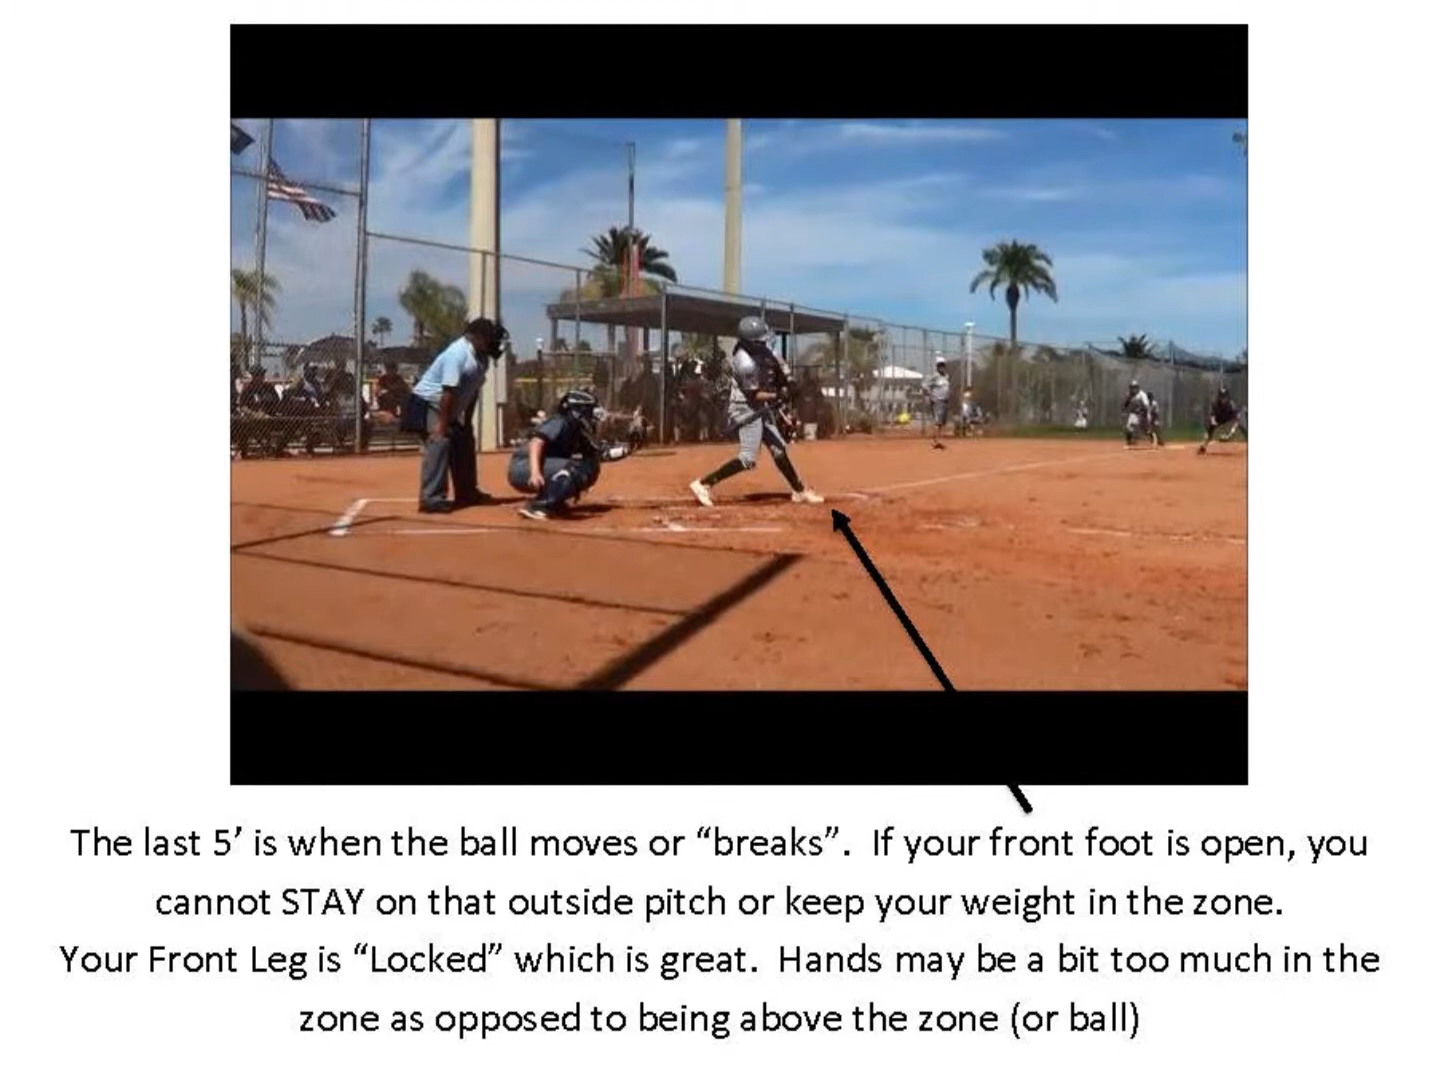 The last 5’ is when the ball moves or “breaks”.  If your front foot is open, you
cannot STAY on that outside pitch or keep your weight in the zone.
Your Front Leg is “Locked” which is great.  Hands may be a bit too much in the
zone as opposed to being above the zone (or ball)